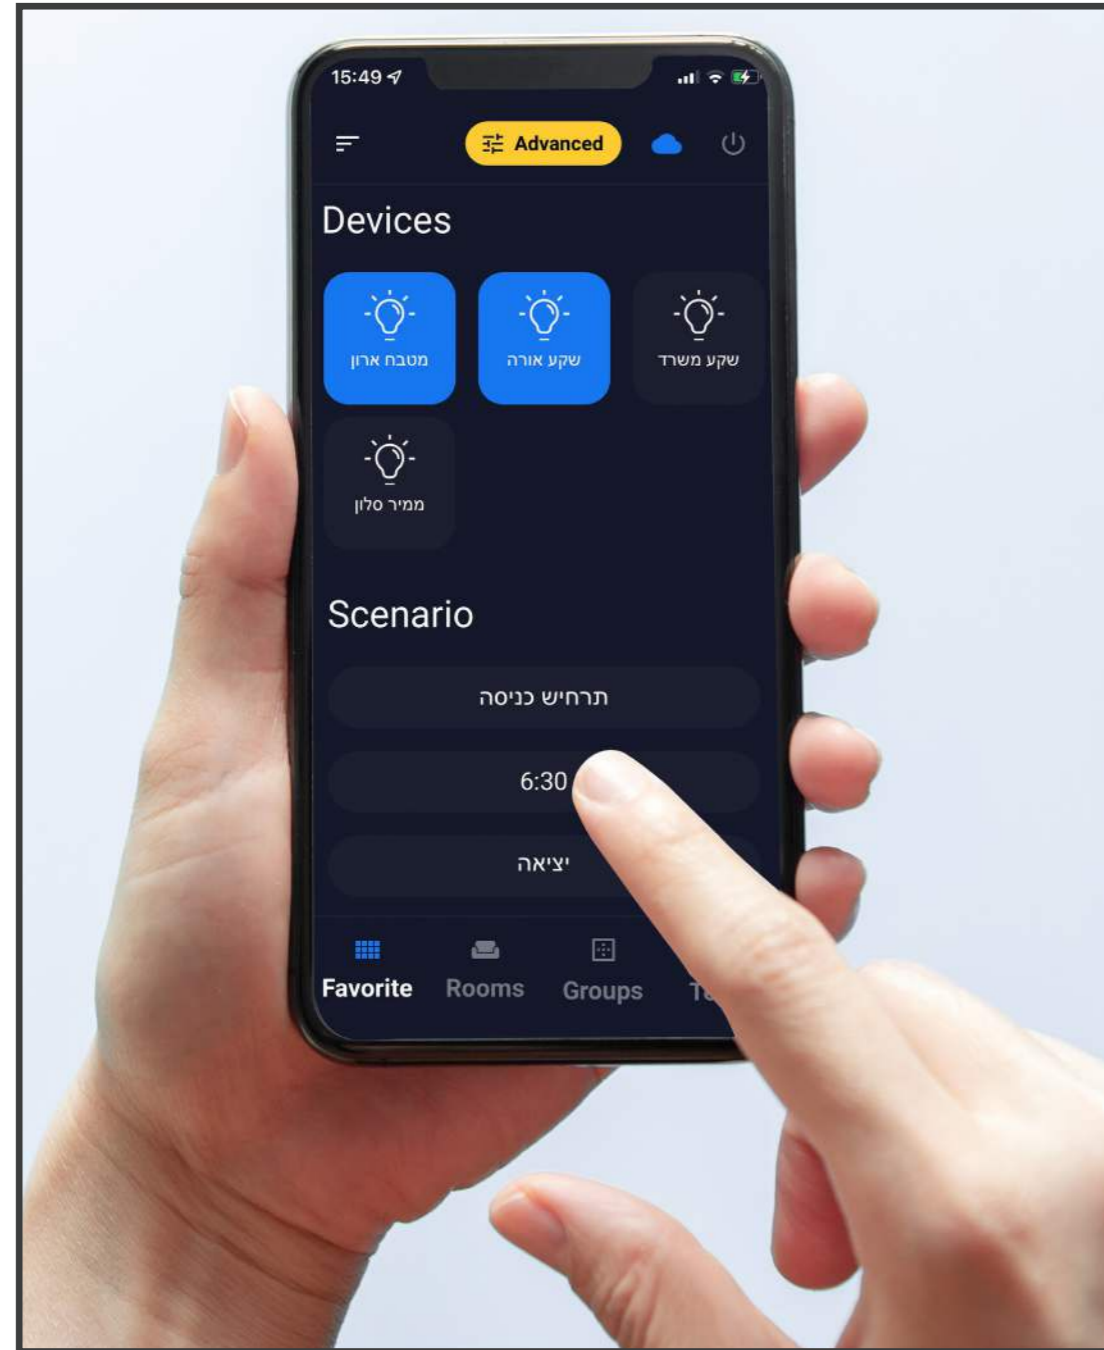 15:49
Advanced
Devices
מטבח ארון
שקע אורה
שקע משרד
ממיר סלון
Scenario
תרחיש כניסה
6:30
יציאה
Favorite
Rooms
Groups